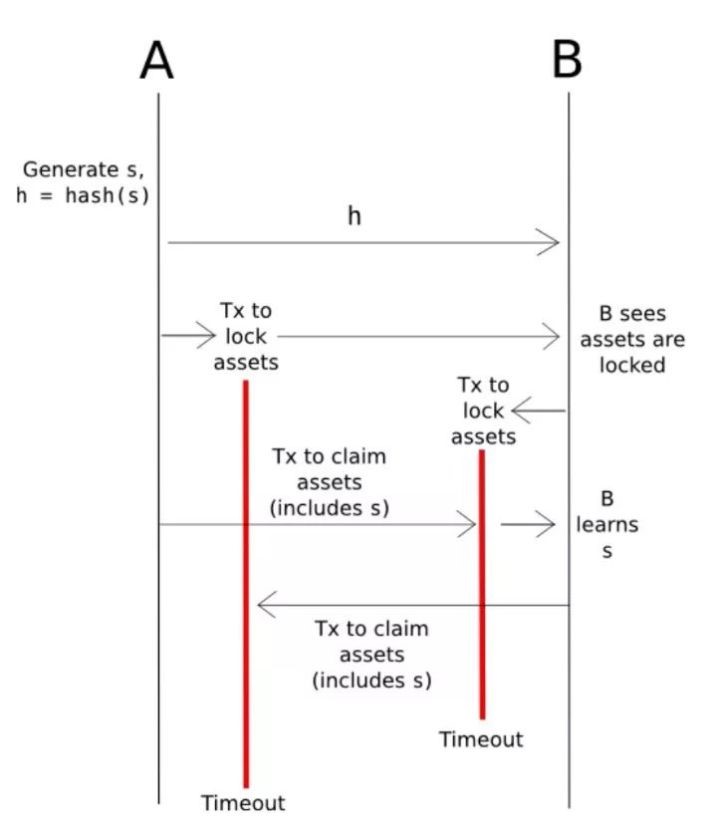 A
B
Generate s,
h = hash(s)
h
Tx to
lock
assets
B sees
assets are
locked
Tx to
lock
assets
Tx to claim
assets
(includes s)
B
learns
s
Tx to claim
assets
(includes s)
Timeout
Timeout